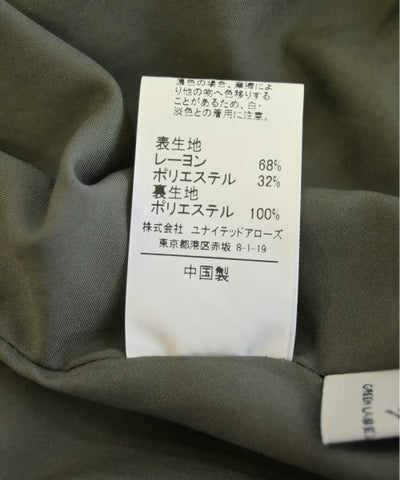 濃色の場合、摩擦によ
り他の物へ色移りする
ことがあるため、白・
淡色との着用に注意。
表生地
レーヨン 68%
ポリエステル 32%
裏生地
ポリエステル 100%
株式会社 ユナイテッドアローズ
東京都港区赤坂 8-1-19
中国製
GREEN LABEL